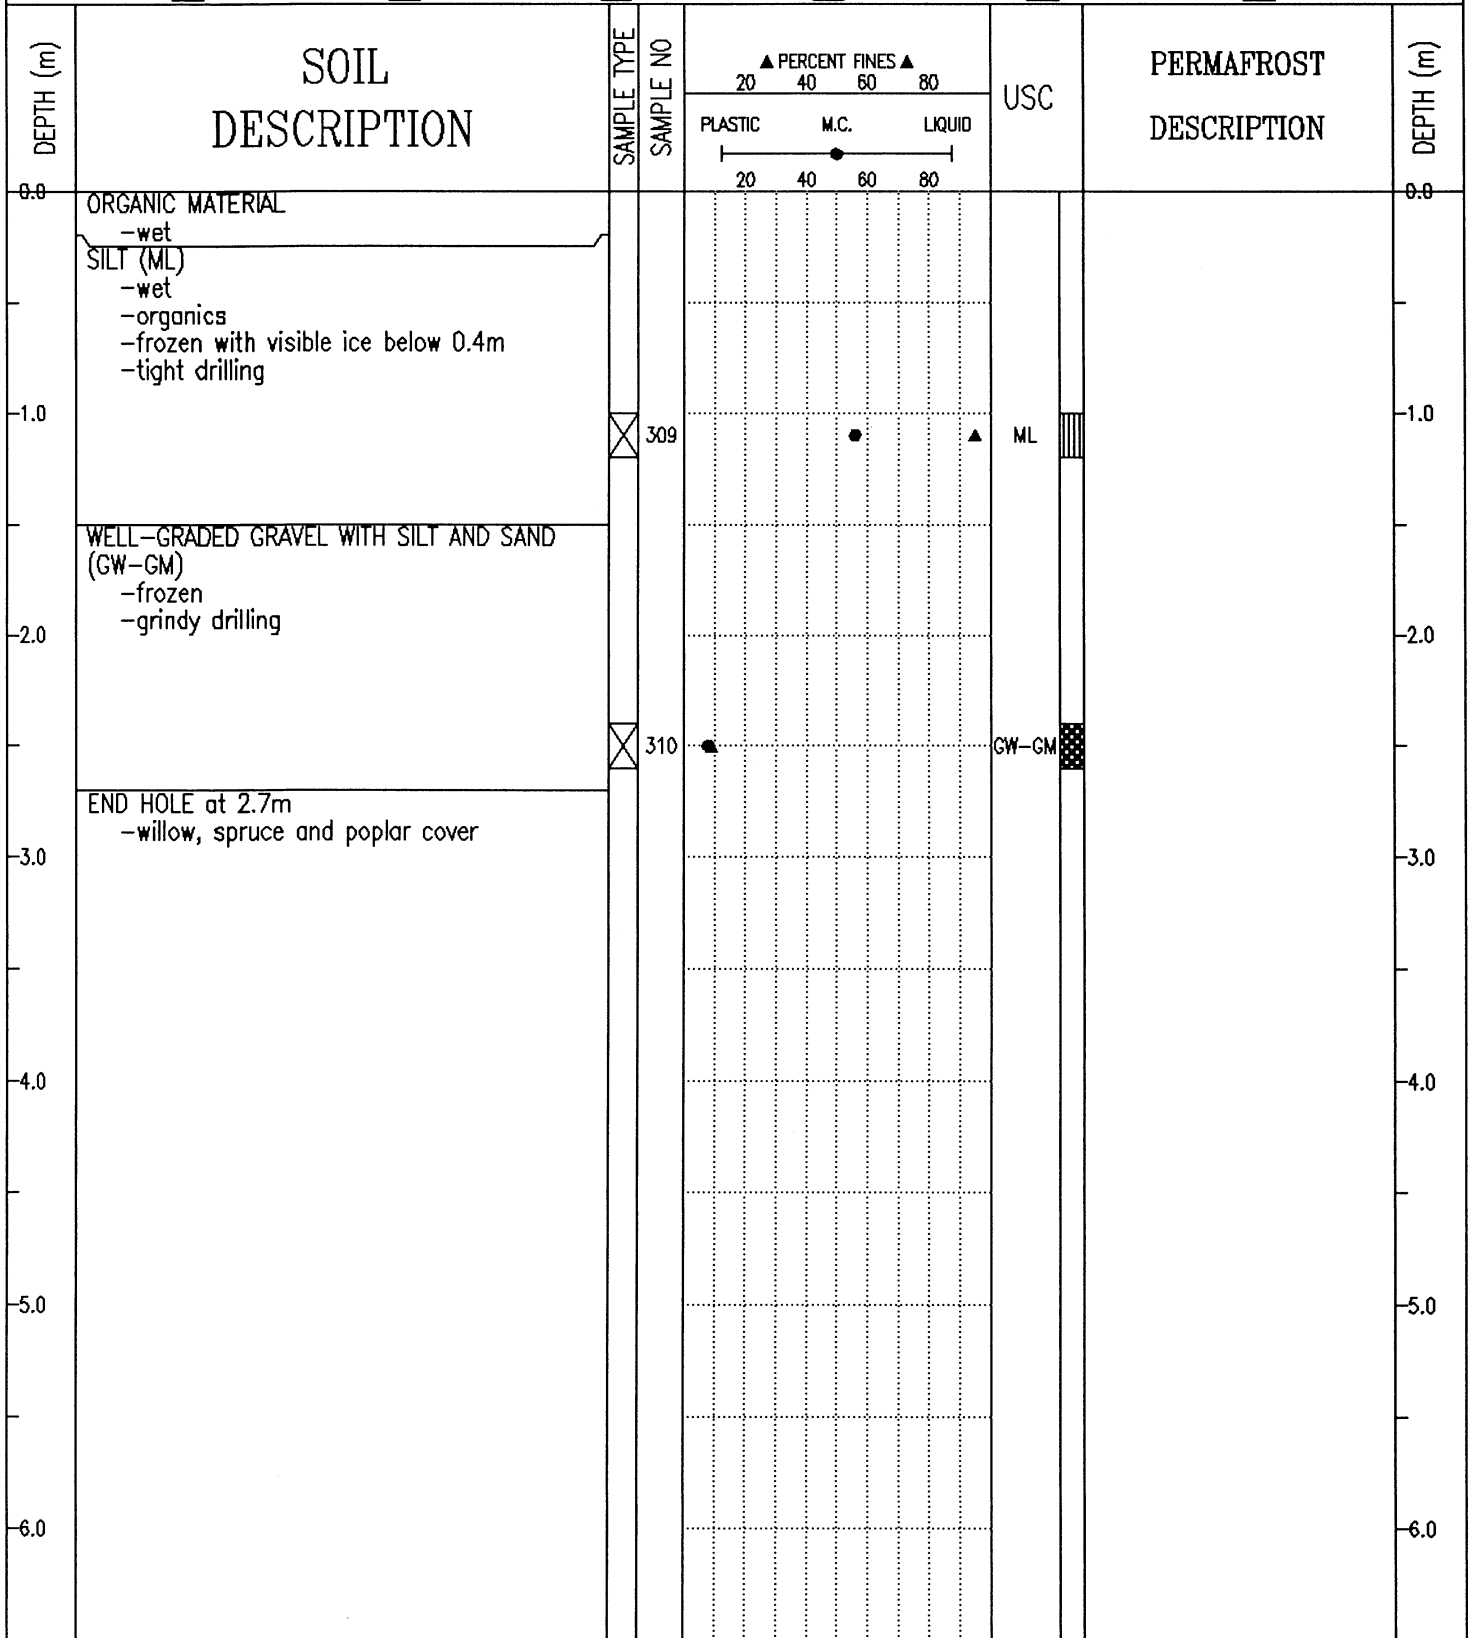 DEPTH (m)
SOIL
DESCRIPTION
SAMPLE TYPE
SAMPLE NO
▲ PERCENT FINES ▲
20 40 60 80
PLASTIC M.C. LIQUID
20 40 60 80
USC
PERMAFROST
DESCRIPTION
DEPTH (m)
0.0 0.0
ORGANIC MATERIAL
-wet
SILT (ML)
-wet
-organics
-frozen with visible ice below 0.4m
-tight drilling
1.0 1.0
309 ML
WELL-GRADED GRAVEL WITH SILT AND SAND
(GW-GM)
-frozen
-grindy drilling
2.0 2.0
310 GW-GM
END HOLE at 2.7m
-willow, spruce and poplar cover
3.0 3.0
4.0 4.0
5.0 5.0
6.0 6.0